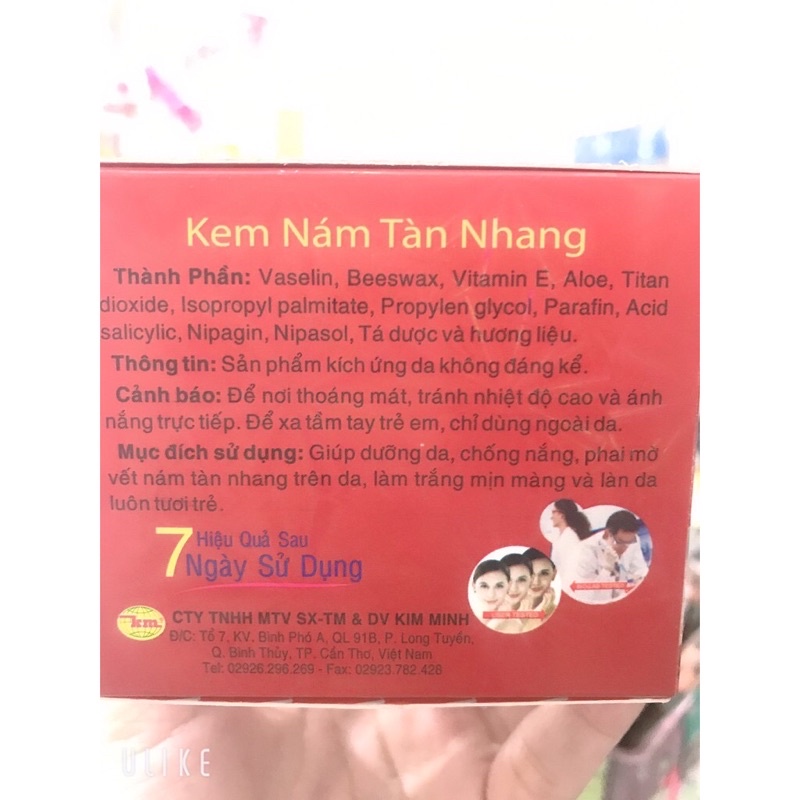 Kem Nám Tàn Nhang
Thành Phần: Vaselin, Beeswax, Vitamin E, Aloe, Titan
dioxide, Isopropyl palmitate, Propylen glycol, Parafin, Acid
salicylic, Nipagin, Nipasol, Tá dược và hương liệu.
Thông tin: Sản phẩm kích ứng da không đáng kể.
Cảnh báo: Để nơi thoáng mát, tránh nhiệt độ cao và ánh
nắng trực tiếp. Để xa tầm tay trẻ em, chỉ dùng ngoài da.
Mục đích sử dụng: Giúp dưỡng da, chống nắng, phai mờ
vết nám tàn nhang trên da, làm trắng mịn màng và làn da
luôn tươi trẻ.
7 Hiệu Quả Sau
Ngày Sử Dụng
km
CTY TNHH MTV SX-TM & DV KIM MINH
Đ/C: Tổ 7, KV. Bình Phó A, QL 91B, P. Long Tuyền,
Q. Bình Thủy, TP. Cần Thơ, Việt Nam
Tel: 02926.296.269 - Fax: 02923.782.428
ULIKE